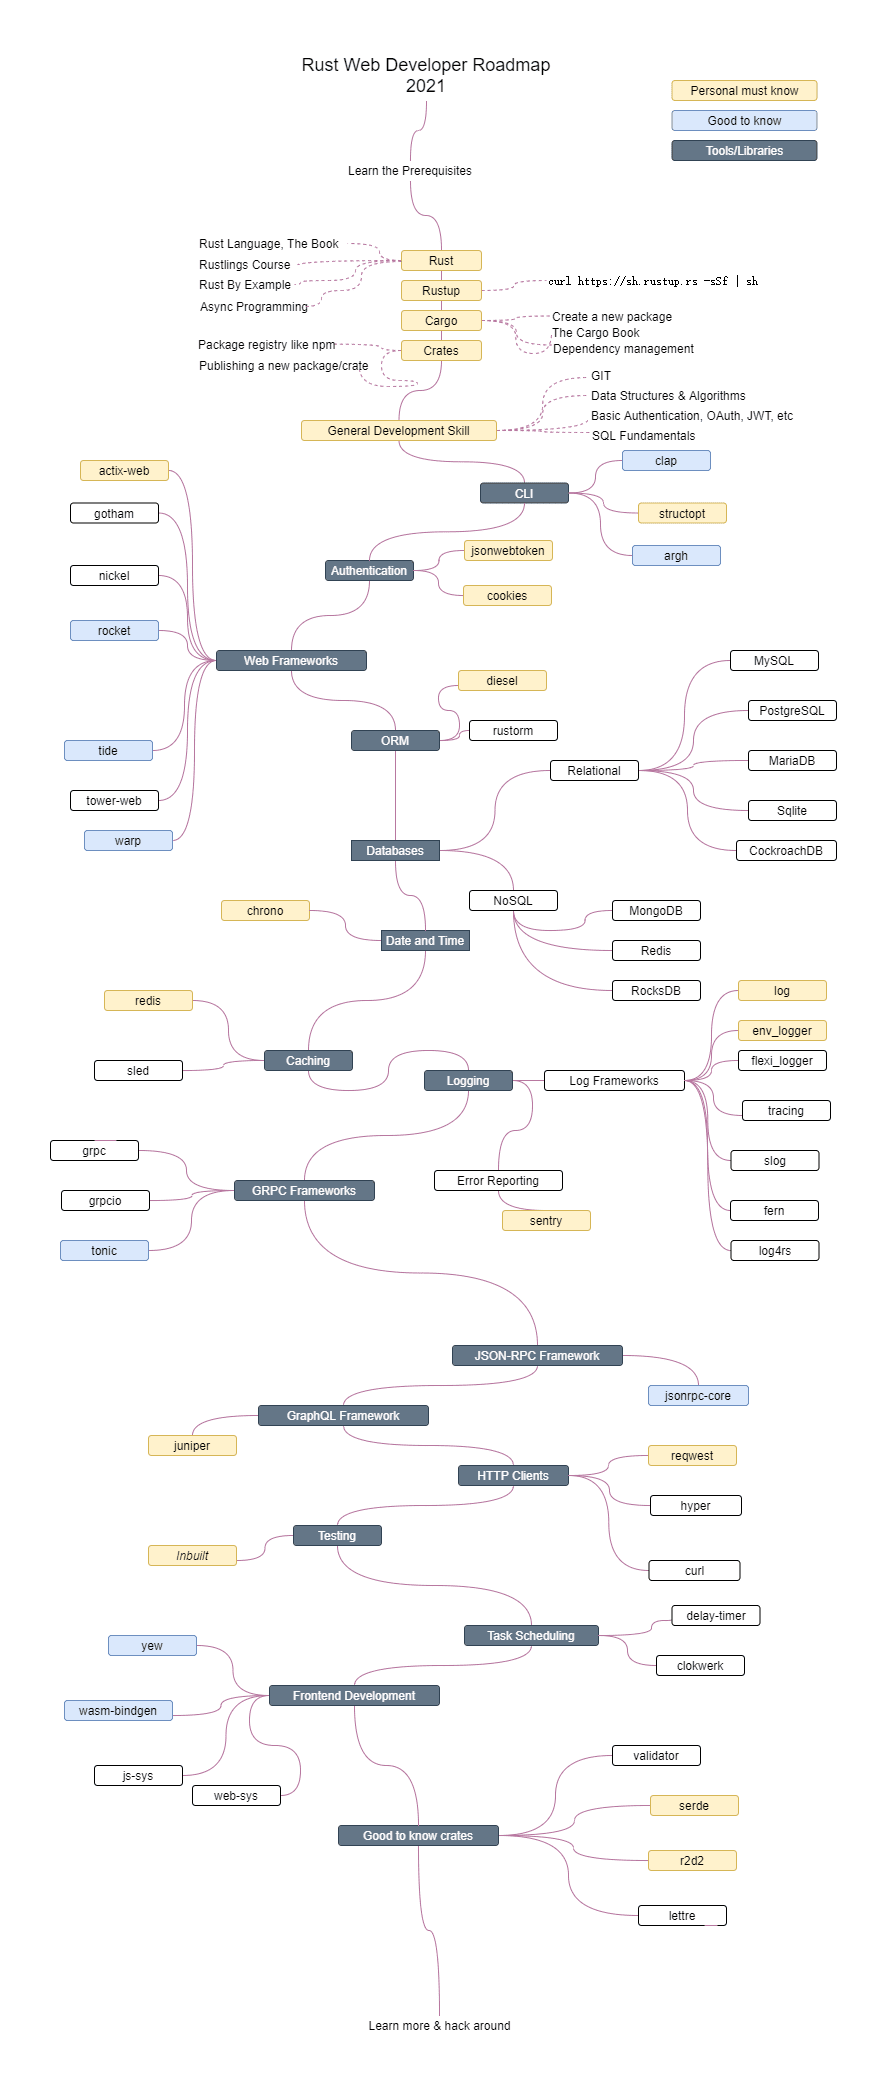 Rust Web Developer Roadmap
2021
Personal must know
Good to know
Tools/Libraries
Learn the Prerequisites
Rust Language, The Book
Rustlings Course
Rust By Example
Async Programming
Rust
Rustup
curl https://sh.rustup.rs -sSf | sh
Cargo
Create a new package
The Cargo Book
Dependency management
Package registry like npm
Publishing a new package/crate
Crates
General Development Skill
GIT
Data Structures & Algorithms
Basic Authentication, OAuth, JWT, etc
SQL Fundamentals
CLI
clap
structopt
argh
Authentication
jsonwebtoken
cookies
actix-web
gotham
nickel
rocket
Web Frameworks
tide
tower-web
warp
ORM
diesel
rustorm
Databases
Relational
MySQL
PostgreSQL
MariaDB
Sqlite
CockroachDB
NoSQL
MongoDB
Redis
RocksDB
chrono
Date and Time
redis
sled
Caching
Logging
Log Frameworks
log
env_logger
flexi_logger
tracing
slog
fern
log4rs
Error Reporting
sentry
grpc
grpcio
tonic
GRPC Frameworks
JSON-RPC Framework
jsonrpc-core
GraphQL Framework
juniper
HTTP Clients
reqwest
hyper
curl
Testing
Inbuilt
Task Scheduling
delay-timer
clokwerk
yew
wasm-bindgen
js-sys
web-sys
Frontend Development
Good to know crates
validator
serde
r2d2
lettre
Learn more & hack around